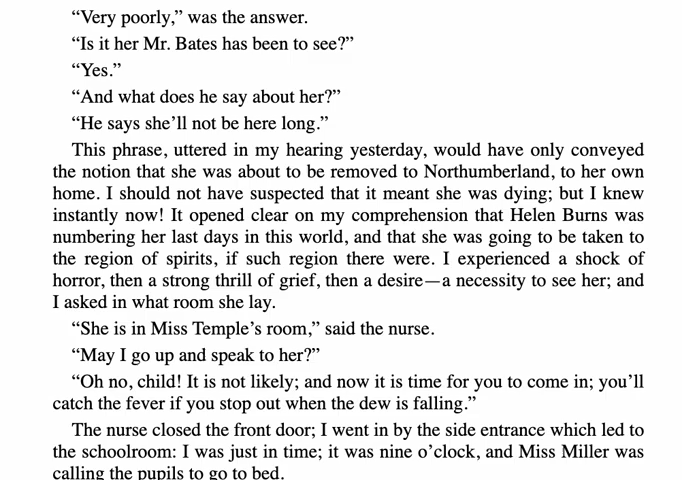 “Very poorly,” was the answer.
“Is it her Mr. Bates has been to see?”
“Yes.”
“And what does he say about her?”
“He says she’ll not be here long.”
This phrase, uttered in my hearing yesterday, would have only conveyed
the notion that she was about to be removed to Northumberland, to her own
home. I should not have suspected that it meant she was dying; but I knew
instantly now! It opened clear on my comprehension that Helen Burns was
numbering her last days in this world, and that she was going to be taken to
the region of spirits, if such region there were. I experienced a shock of
horror, then a strong thrill of grief, then a desire—a necessity to see her; and
I asked in what room she lay.
“She is in Miss Temple’s room,” said the nurse.
“May I go up and speak to her?”
“Oh no, child! It is not likely; and now it is time for you to come in; you’ll
catch the fever if you stop out when the dew is falling.”
The nurse closed the front door; I went in by the side entrance which led to
the schoolroom: I was just in time; it was nine o’clock, and Miss Miller was
calling the pupils to go to bed.